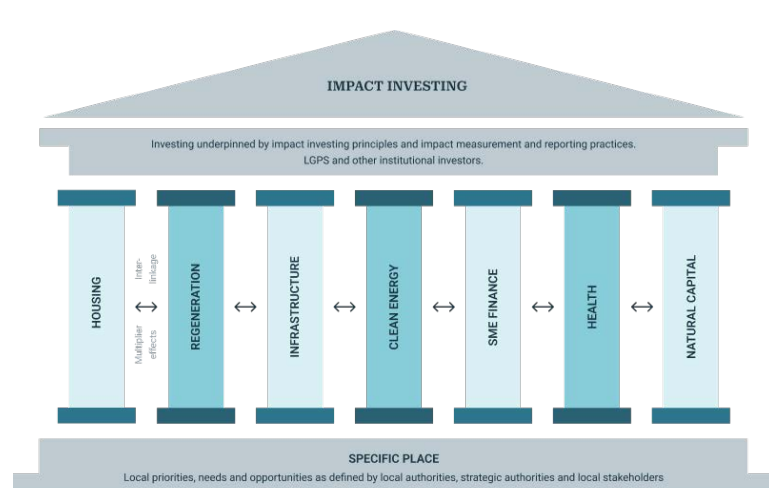 IMPACT INVESTING
Investing underpinned by impact investing principles and impact measurement and reporting practices.
LGPS and other institutional investors.
HOUSING
Inter-
linkage
Multiplier
effects
REGENERATION
INFRASTRUCTURE
CLEAN ENERGY
SME FINANCE
HEALTH
NATURAL CAPITAL
SPECIFIC PLACE
Local priorities, needs and opportunities as defined by local authorities, strategic authorities and local stakeholders